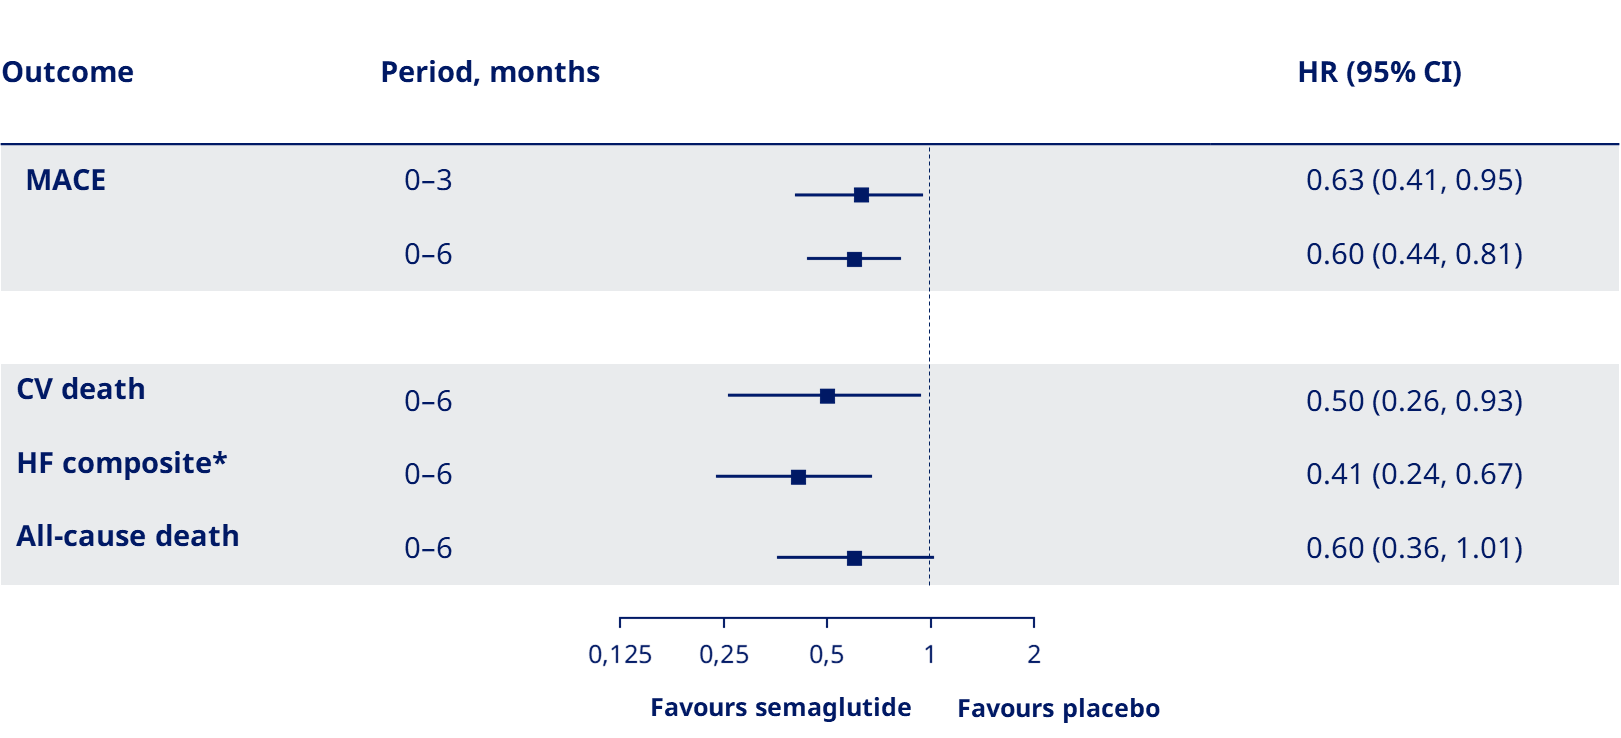 Outcome Period, months HR (95% CI)
MACE 0–3 0.63 (0.41, 0.95)
0–6 0.60 (0.44, 0.81)
CV death 0–6 0.50 (0.26, 0.93)
HF composite* 0–6 0.41 (0.24, 0.67)
All-cause death 0–6 0.60 (0.36, 1.01)
0,125 0,25 0,5 1 2
Favours semaglutide Favours placebo